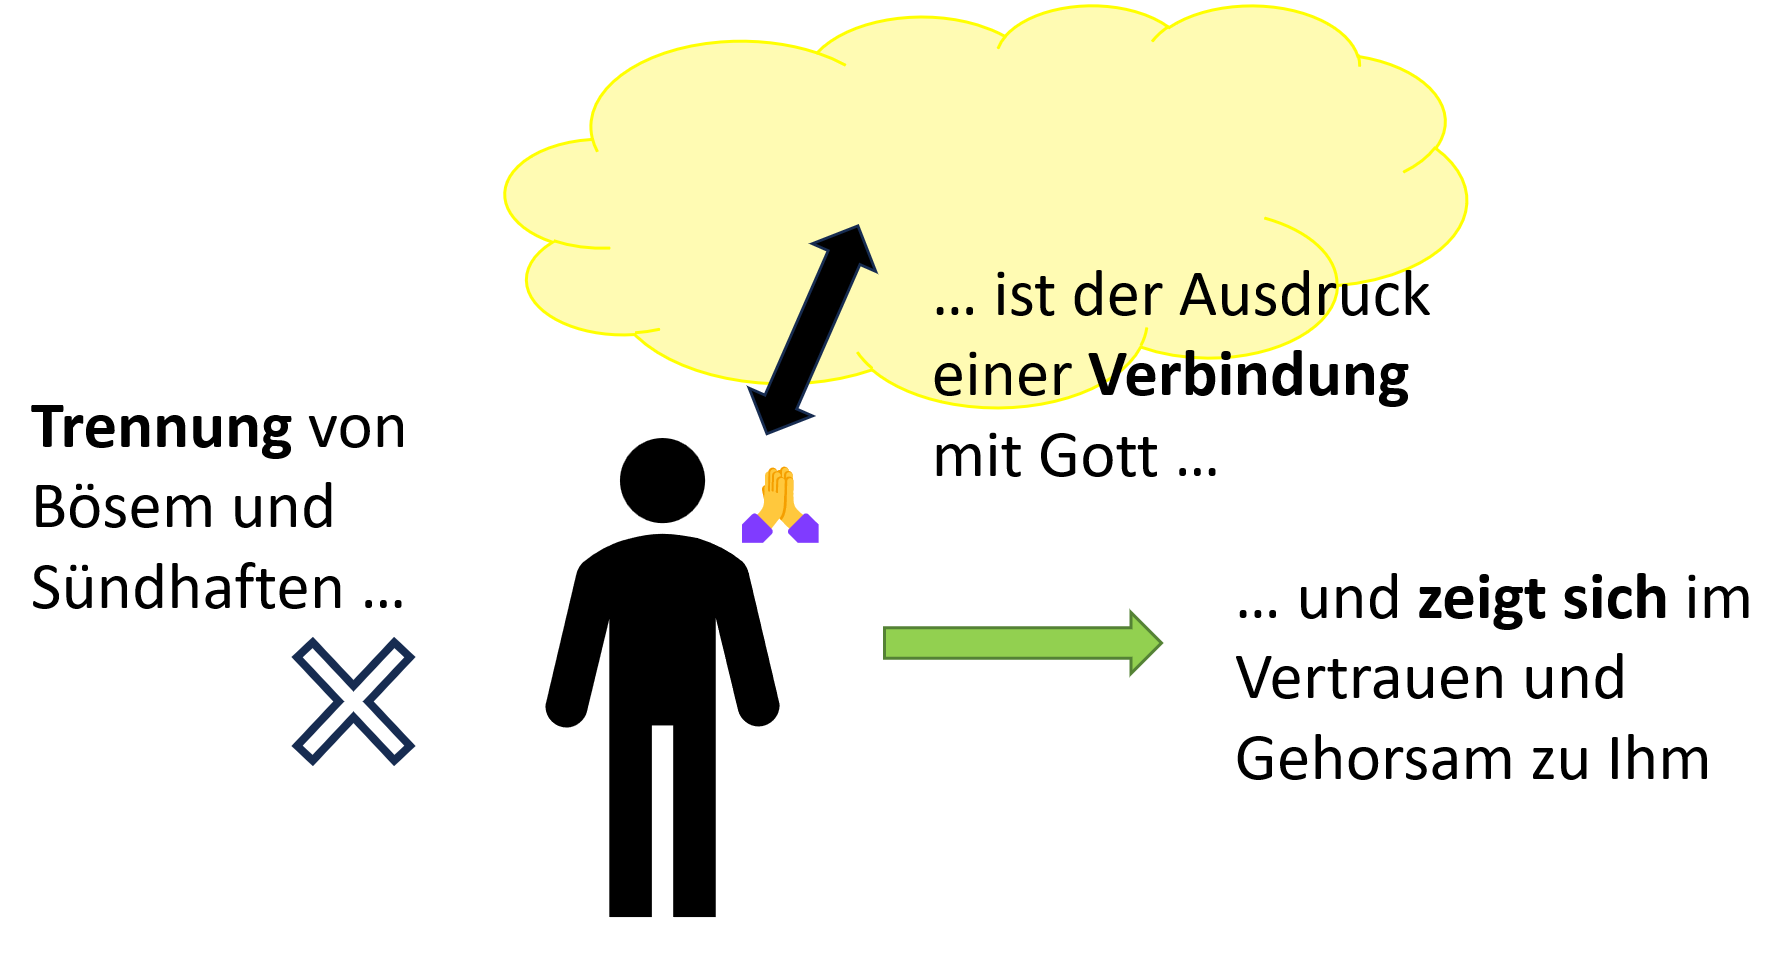 Trennung von
Bösem und
Sündhaften …
… ist der Ausdruck
einer Verbindung
mit Gott …
… und zeigt sich im
Vertrauen und
Gehorsam zu Ihm